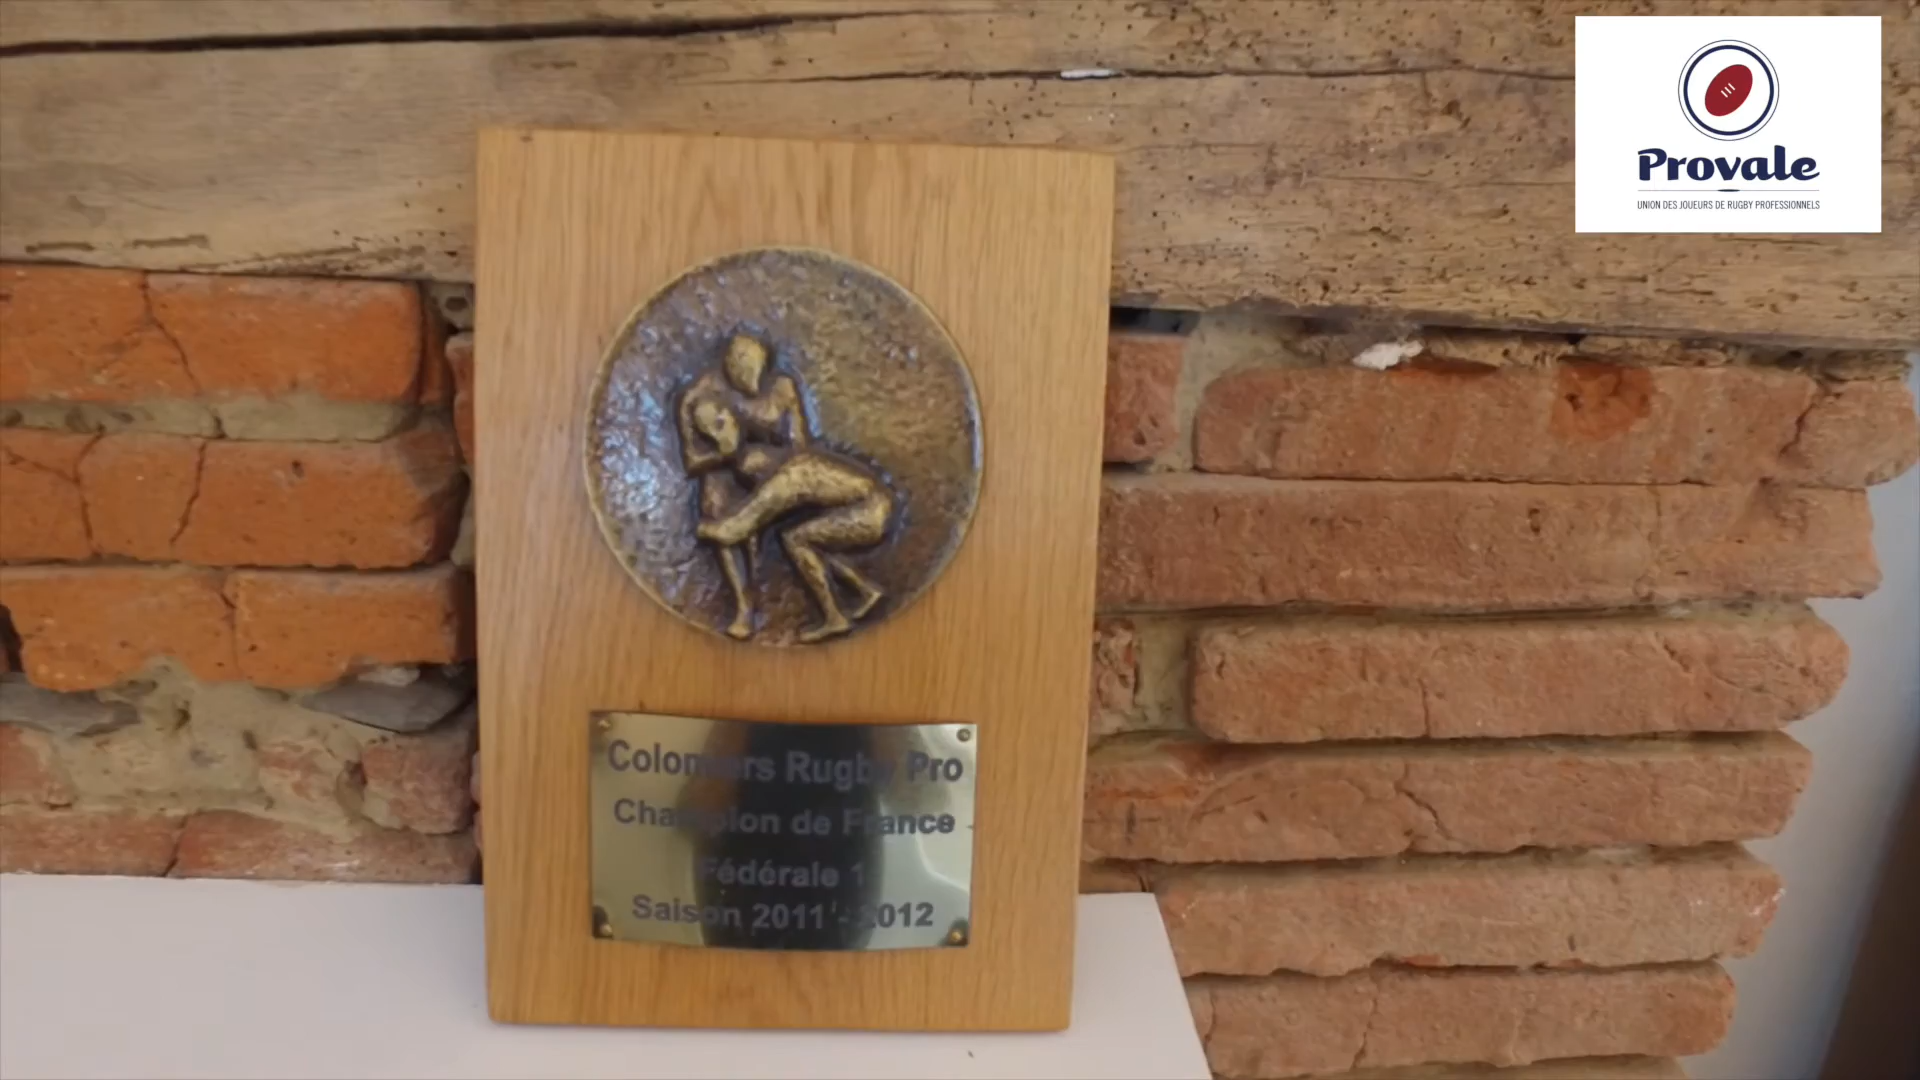 Provale
UNION DES JOUEURS DE RUGBY PROFESSIONNELS
Colomiers Rugby Pro
Champion de France
Fédérale 1
Saison 2011 - 2012